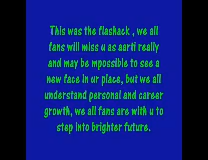 This was the flashack , we all
fans will miss u as aarti really
and may be mpossible to see a
new face in ur place, but we all
understand personal and career
growth, we all fans are with u to
step into brighter future.